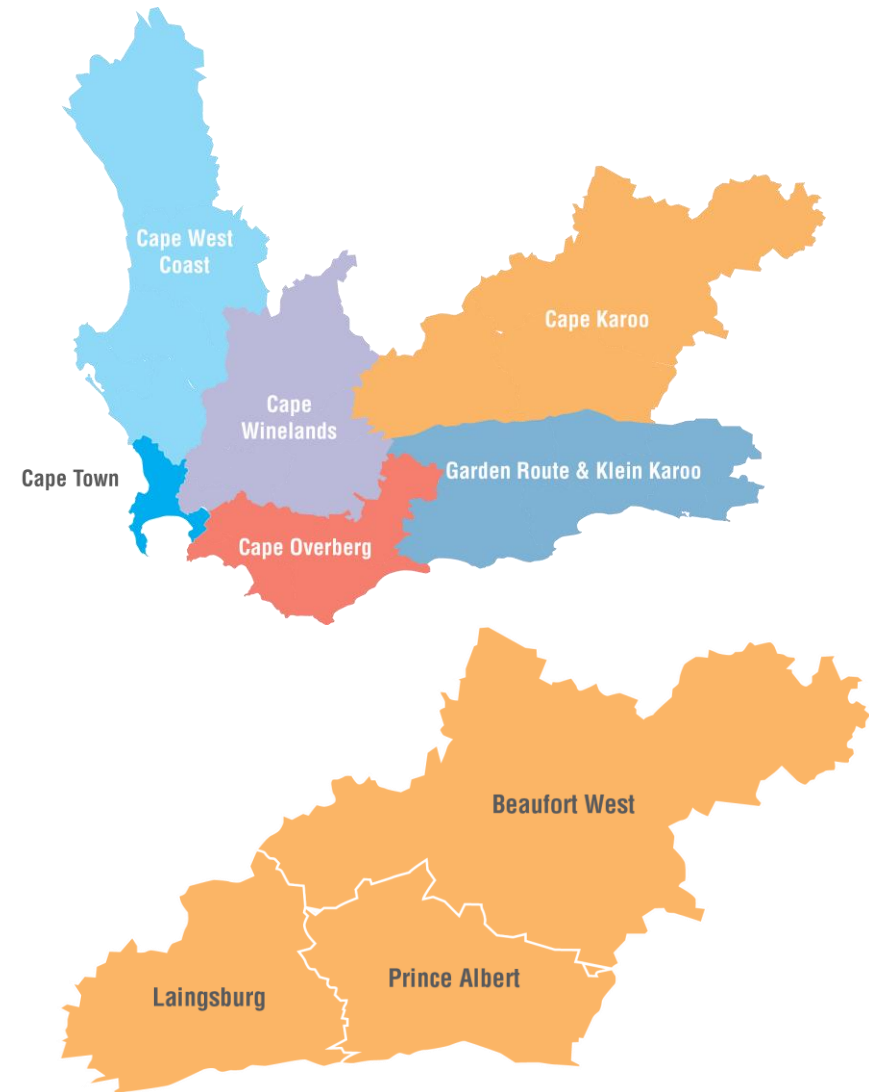 Cape West
Coast
Cape Karoo
Cape
Winelands
Cape Town
Garden Route & Klein Karoo
Cape Overberg
Beaufort West
Prince Albert
Laingsburg